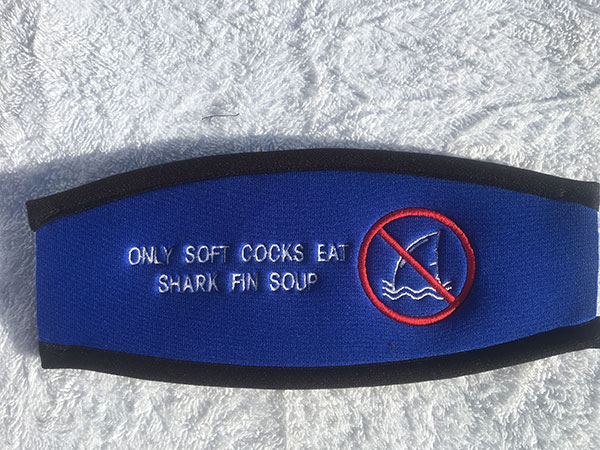 ONLY SOFT COCKS EAT
SHARK FIN SOUP